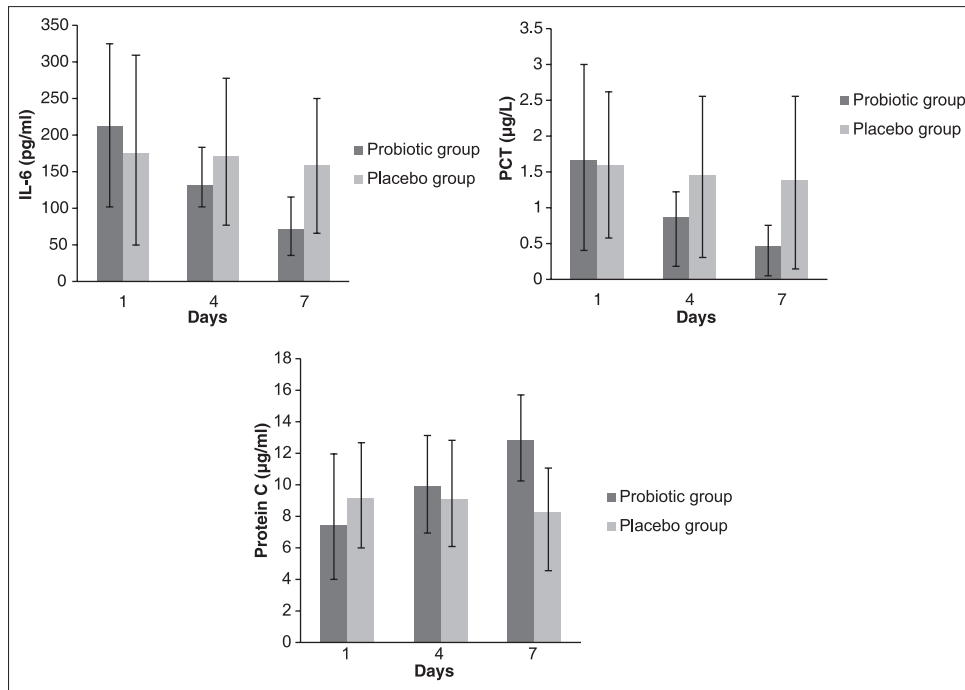 350
300
250
200
150
100
50
0
IL-6 (pg/ml)
1 4 7
Days
Probiotic group
Placebo group
3.5
3
2.5
2
1.5
1
0.5
0
PCT (µg/L)
1 4 7
Days
Probiotic group
Placebo group
18
16
14
12
10
8
6
4
2
0
Protein C (µg/ml)
1 4 7
Days
Probiotic group
Placebo group